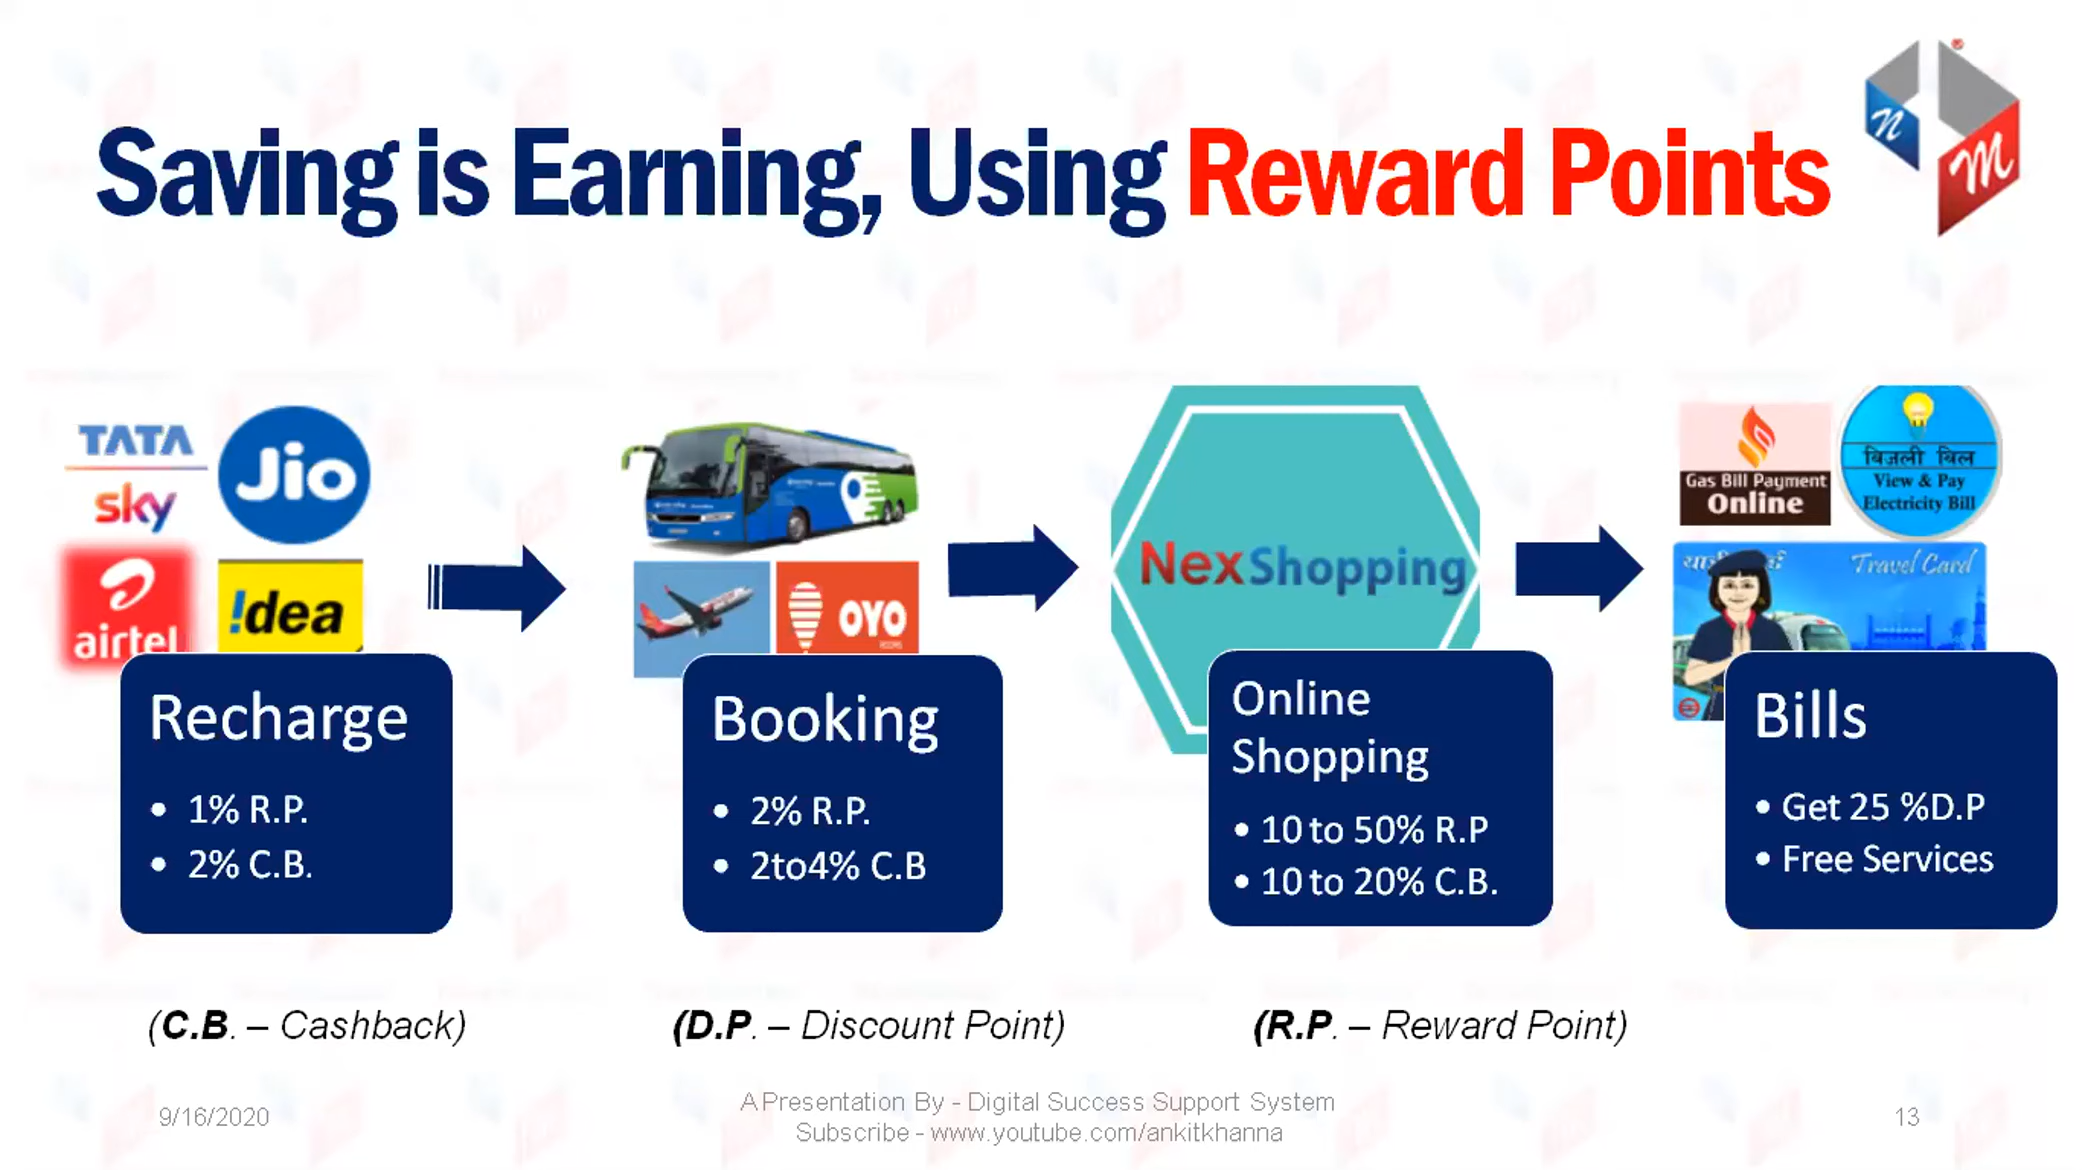 Saving is Earning, Using Reward Points
n
M
TATA
sky
Jio
airtel
!dea
OYO
ROOMS
NexShopping
Gas Bill Payment
Online
बिजली बिल
View & Pay
Electricity Bill
Travel Card
Recharge
• 1% R.P.
• 2% C.B.
Booking
• 2% R.P.
• 2to4% C.B
Online
Shopping
• 10 to 50% R.P
• 10 to 20% C.B.
Bills
• Get 25 %D.P
• Free Services
(C.B. – Cashback)
(D.P. – Discount Point)
(R.P. – Reward Point)
9/16/2020
A Presentation By - Digital Success Support System
Subscribe - www.youtube.com/ankitkhanna
13